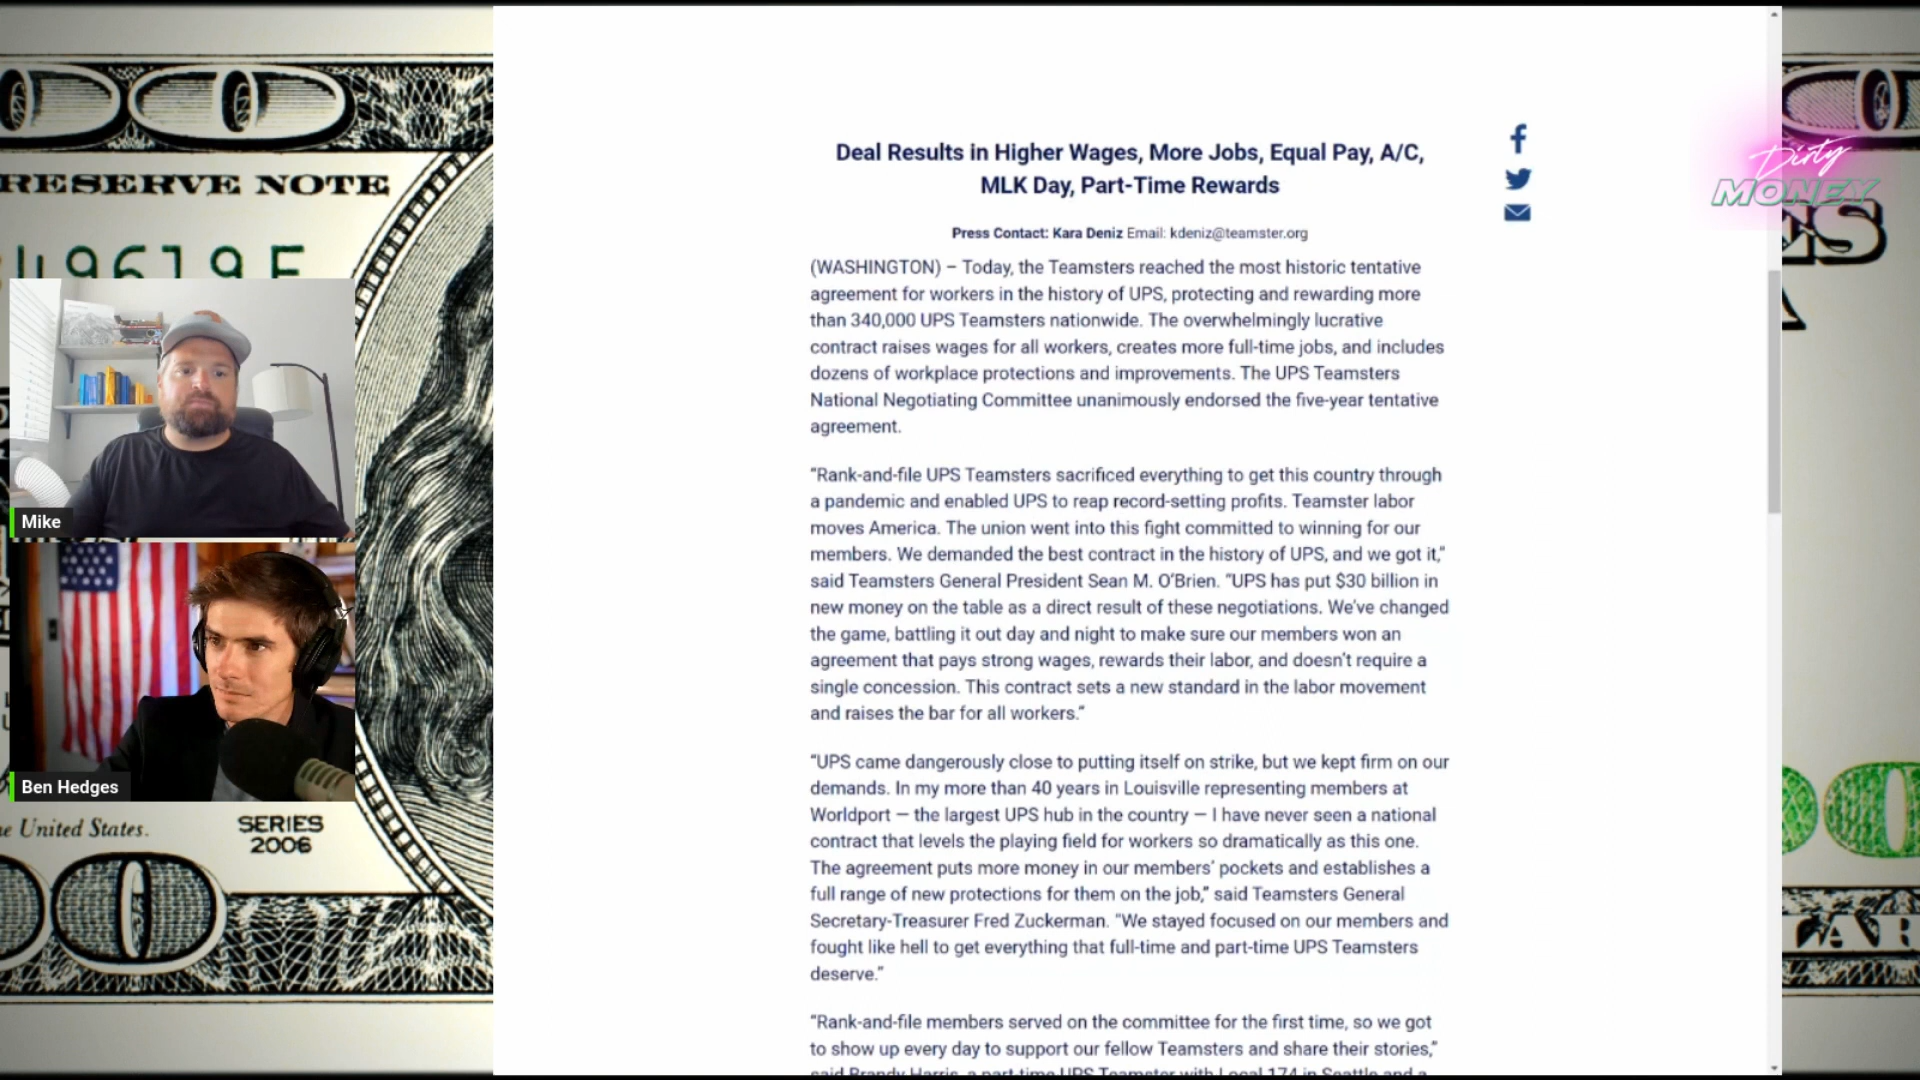 RESERVE NOTE
49619F
Mike
Ben Hedges
he United States.
SERIES
2006
Dirty
MONEY
Deal Results in Higher Wages, More Jobs, Equal Pay, A/C,
MLK Day, Part-Time Rewards
Press Contact: Kara Deniz Email: kdeniz@teamster.org
(WASHINGTON) – Today, the Teamsters reached the most historic tentative
agreement for workers in the history of UPS, protecting and rewarding more
than 340,000 UPS Teamsters nationwide. The overwhelmingly lucrative
contract raises wages for all workers, creates more full-time jobs, and includes
dozens of workplace protections and improvements. The UPS Teamsters
National Negotiating Committee unanimously endorsed the five-year tentative
agreement.
“Rank-and-file UPS Teamsters sacrificed everything to get this country through
a pandemic and enabled UPS to reap record-setting profits. Teamster labor
moves America. The union went into this fight committed to winning for our
members. We demanded the best contract in the history of UPS, and we got it,”
said Teamsters General President Sean M. O’Brien. “UPS has put $30 billion in
new money on the table as a direct result of these negotiations. We’ve changed
the game, battling it out day and night to make sure our members won an
agreement that pays strong wages, rewards their labor, and doesn’t require a
single concession. This contract sets a new standard in the labor movement
and raises the bar for all workers.”
“UPS came dangerously close to putting itself on strike, but we kept firm on our
demands. In my more than 40 years in Louisville representing members at
Worldport — the largest UPS hub in the country — I have never seen a national
contract that levels the playing field for workers so dramatically as this one.
The agreement puts more money in our members’ pockets and establishes a
full range of new protections for them on the job,” said Teamsters General
Secretary-Treasurer Fred Zuckerman. “We stayed focused on our members and
fought like hell to get everything that full-time and part-time UPS Teamsters
deserve.”
“Rank-and-file members served on the committee for the first time, so we got
to show up every day to support our fellow Teamsters and share their stories,”
said Brandy Harris, a part-time UPS Teamster with Local 174 in Seattle and a